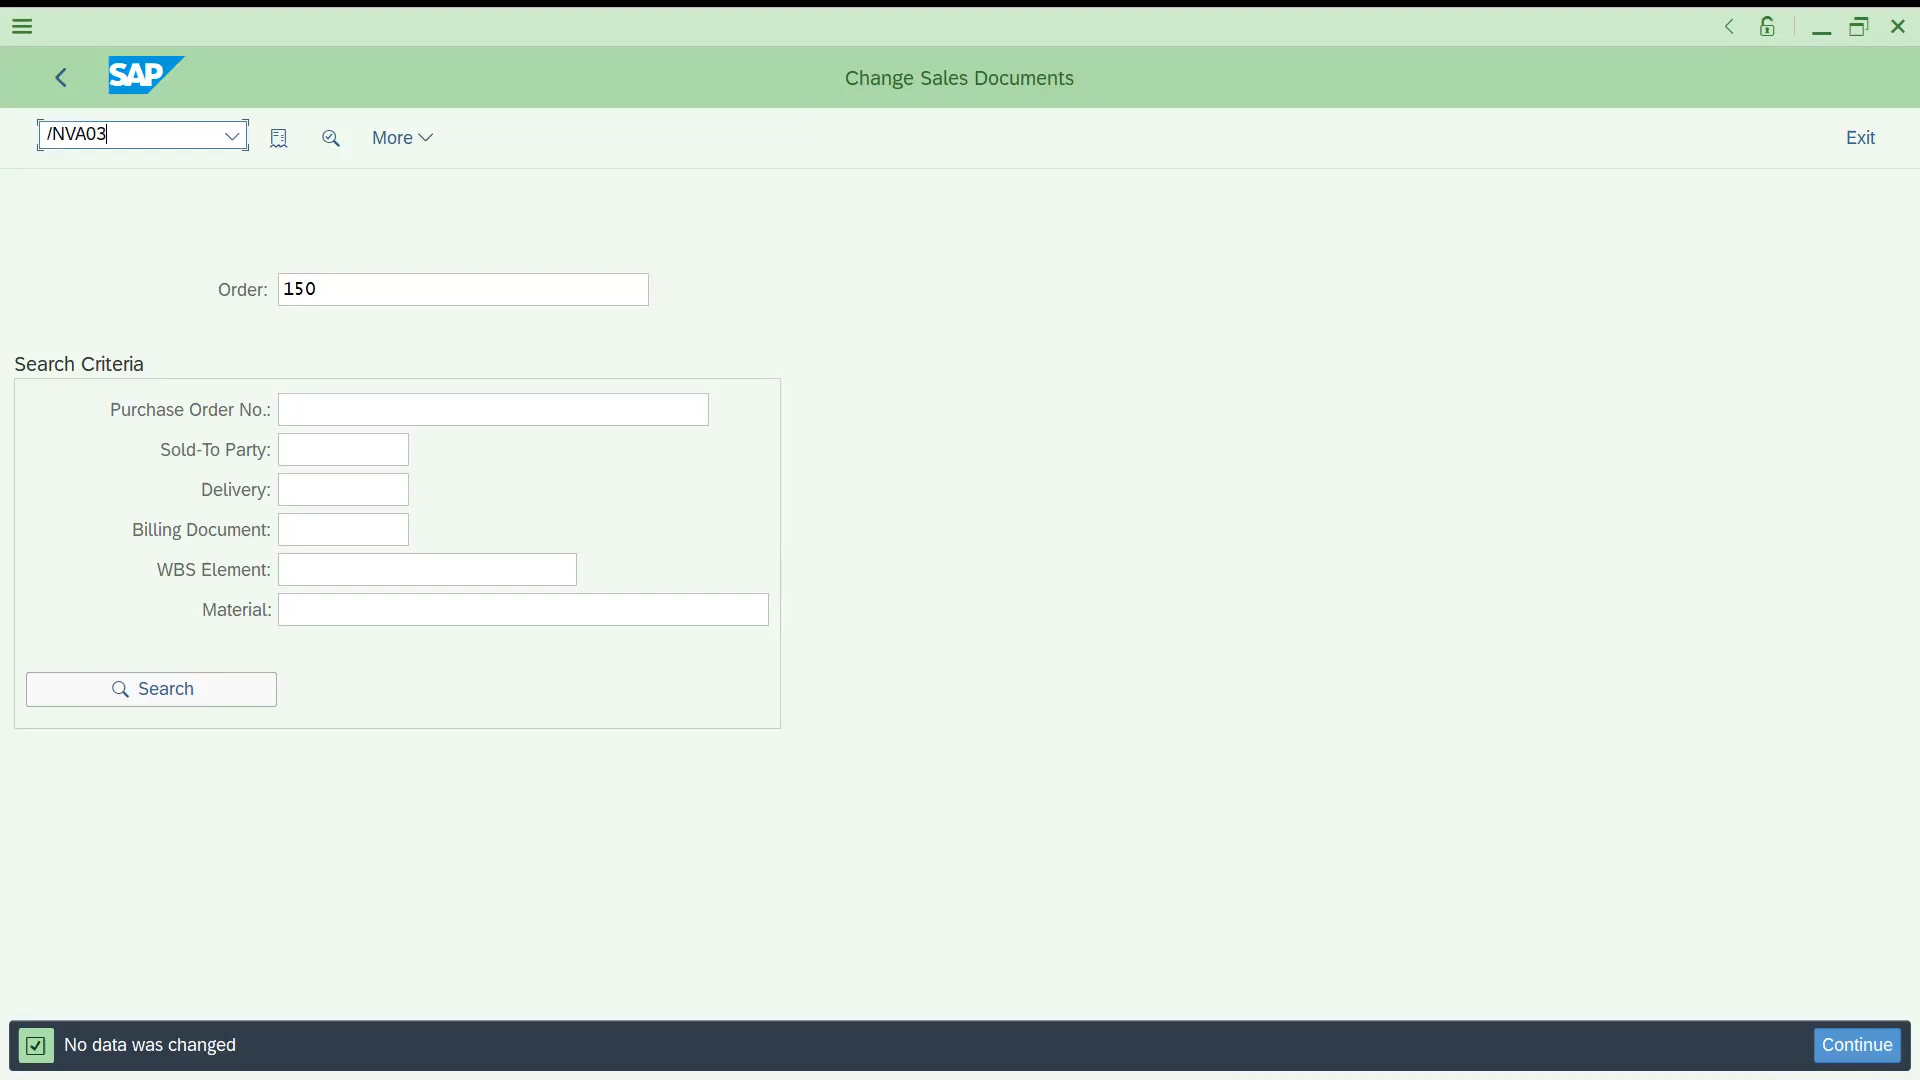 SAP
Change Sales Documents
/NVA03
More
Exit
Order: 150
Search Criteria
Purchase Order No.:
Sold-To Party:
Delivery:
Billing Document:
WBS Element:
Material:
Search
No data was changed
Continue